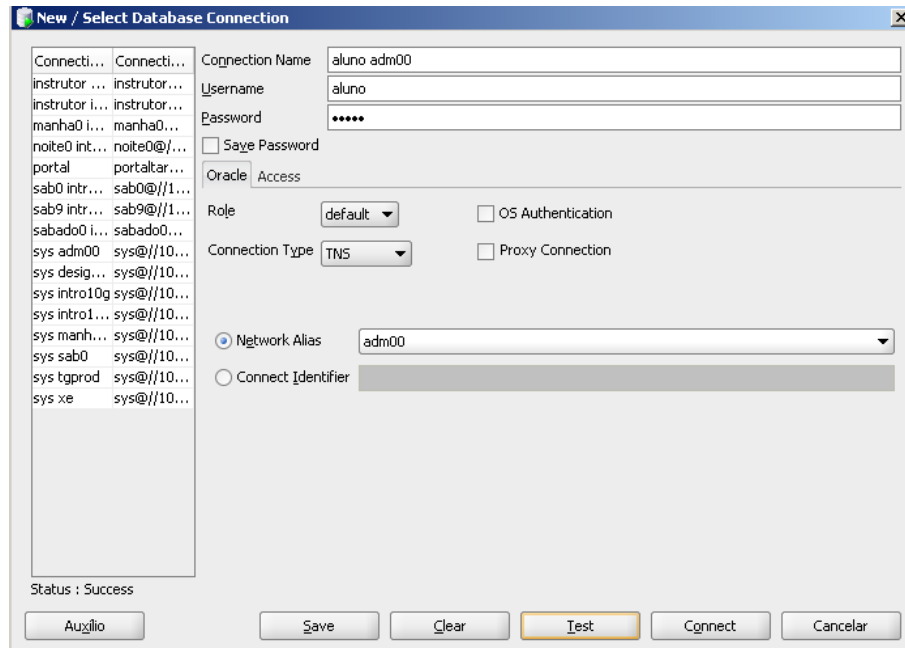 New / Select Database Connection
Connecti... Connecti...
instrutor ... instrutor...
instrutor i... instrutor...
manha0 i... manha0...
noite0 int... noite0@/...
portal portaltar...
sab0 intr... sab0@//1...
sab9 intr... sab9@//1...
sabado0 i... sabado0...
sys adm00 sys@//10...
sys desig... sys@//10...
sys intro10g sys@//10...
sys intro1... sys@//10...
sys manh... sys@//10...
sys sab0 sys@//10...
sys tgprod sys@//10...
sys xe sys@//10...
Connection Name aluno adm00
Username aluno
Password •••••
Save Password
Oracle Access
Role default OS Authentication
Connection Type TNS Proxy Connection
Network Alias adm00
Connect Identifier
Status : Success
Auxílio Save Clear Test Connect Cancelar